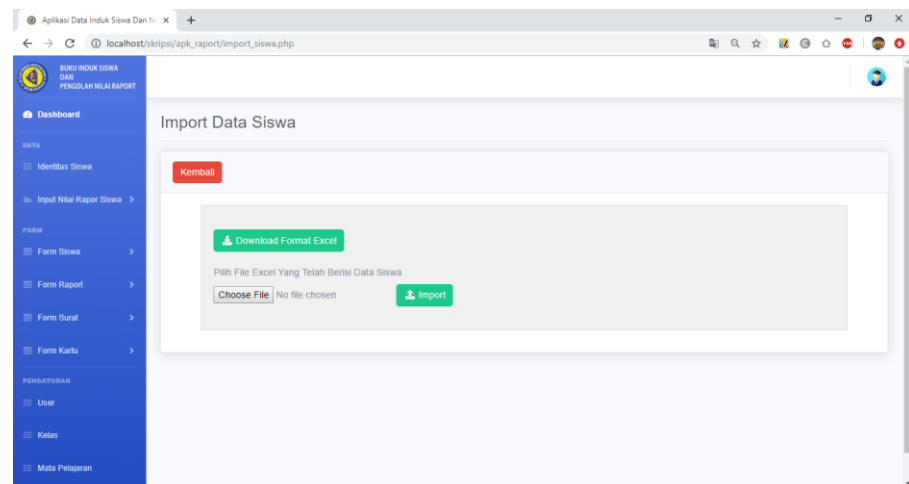 Aplikasi Data Induk Siswa Dan Ni
localhost/skripsi/apk_raport/import_siswa.php
BUKU INDUK SISWA
DAN
PENGOLAH NILAI RAPORT
Dashboard
DATA
Identitas Siswa
Input Nilai Rapor Siswa
FORM
Form Siswa
Form Raport
Form Surat
Form Kartu
PENGATURAN
User
Kelas
Mata Pelajaran
Import Data Siswa
Kembali
Download Format Excel
Pilih File Excel Yang Telah Berisi Data Siswa
Choose File No file chosen
Import